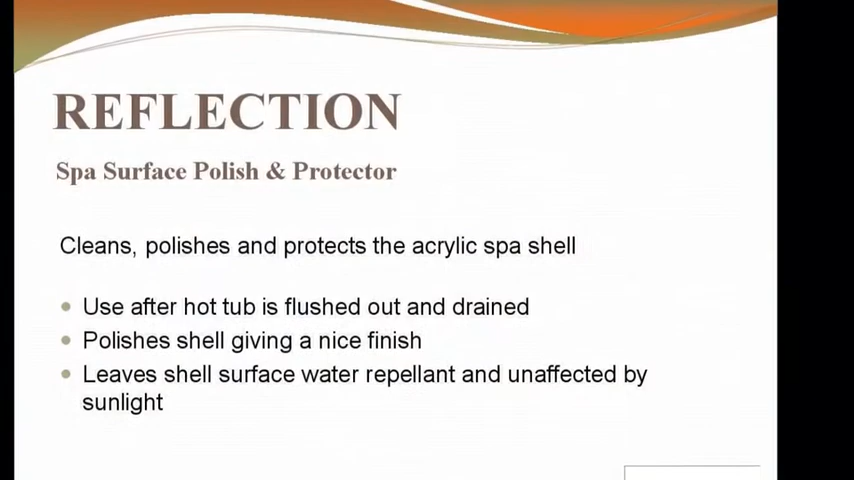 REFLECTION
Spa Surface Polish & Protector
Cleans, polishes and protects the acrylic spa shell
Use after hot tub is flushed out and drained
Polishes shell giving a nice finish
Leaves shell surface water repellant and unaffected by
sunlight